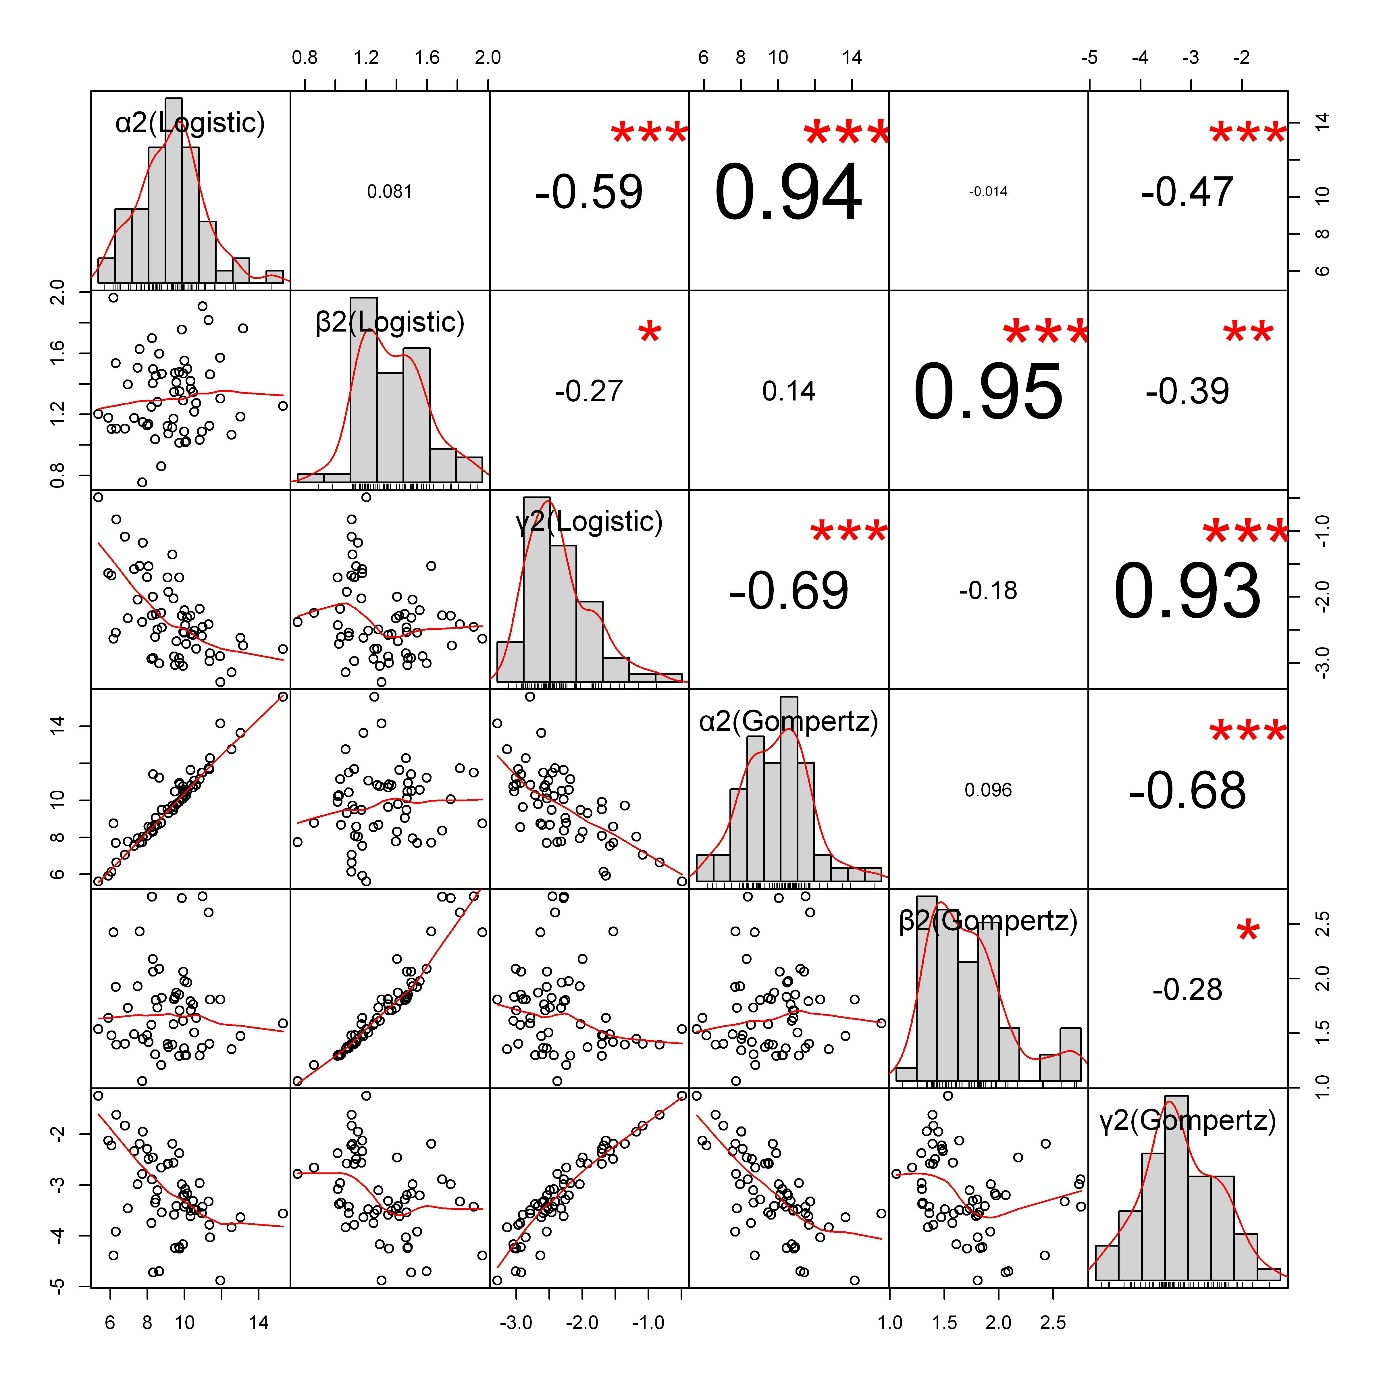 0.8 1.2 1.6 2.0 6 8 10 14 -5 -4 -3 -2
α2(Logistic) 0.081 -0.59 *** 0.94 *** -0.014 -0.47 *** 6 8 10 14
0.8 1.2 1.6 2.0 β2(Logistic) -0.27 * 0.14 0.95 *** -0.39 **
γ2(Logistic) -0.69 *** -0.18 0.93 *** -3.0 -2.0 -1.0
6 8 10 14 α2(Gompertz) 0.096 -0.68 ***
β2(Gompertz) -0.28 * 1.0 1.5 2.0 2.5
-5 -4 -3 -2 γ2(Gompertz)
6 8 10 14 -3.0 -2.0 -1.0 1.0 1.5 2.0 2.5